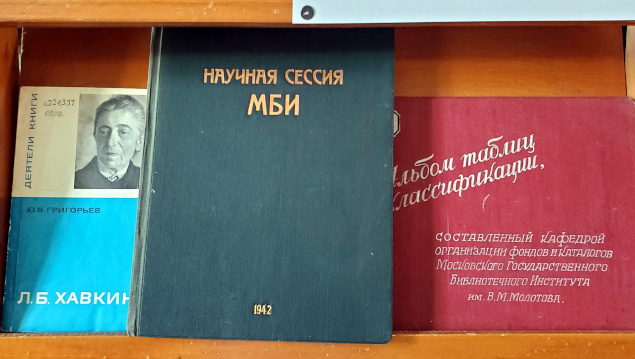 ДЕЯТЕЛИ КНИГИ
Ю.В. ГРИГОРЬЕВ
Л.Б. ХАВКИН
НАУЧНАЯ СЕССИЯ
МБИ
1942
Альбом таблиц
классификации,
СОСТАВЛЕННЫЙ КАФЕДРОЙ
ОРГАНИЗАЦИИ ФОНДОВ И КАТАЛОГОВ
МОСКОВСКОГО ГОСУДАРСТВЕННОГО
БИБЛИОТЕЧНОГО ИНСТИТУТА
ИМ. В.М. МОЛОТОВА.